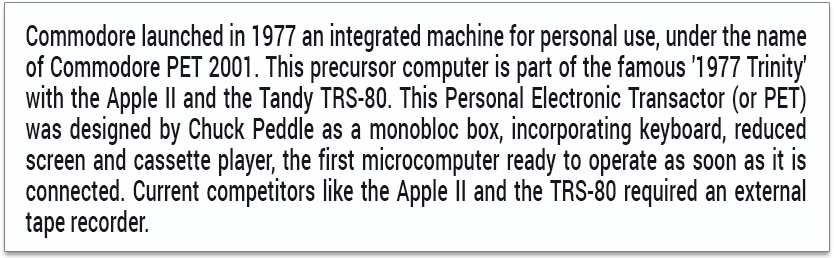 Commodore launched in 1977 an integrated machine for personal use, under the name
of Commodore PET 2001. This precursor computer is part of the famous '1977 Trinity'
with the Apple II and the Tandy TRS-80. This Personal Electronic Transactor (or PET)
was designed by Chuck Peddle as a monobloc box, incorporating keyboard, reduced
screen and cassette player, the first microcomputer ready to operate as soon as it is
connected. Current competitors like the Apple II and the TRS-80 required an external
tape recorder.